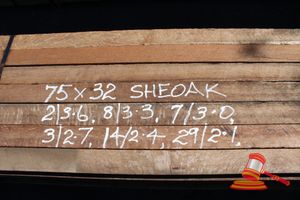 75 x 32 SHEOAK
2/3·6, 8/3·3, 7/3·0,
3/2·7, 14/2·4, 29/2·1.